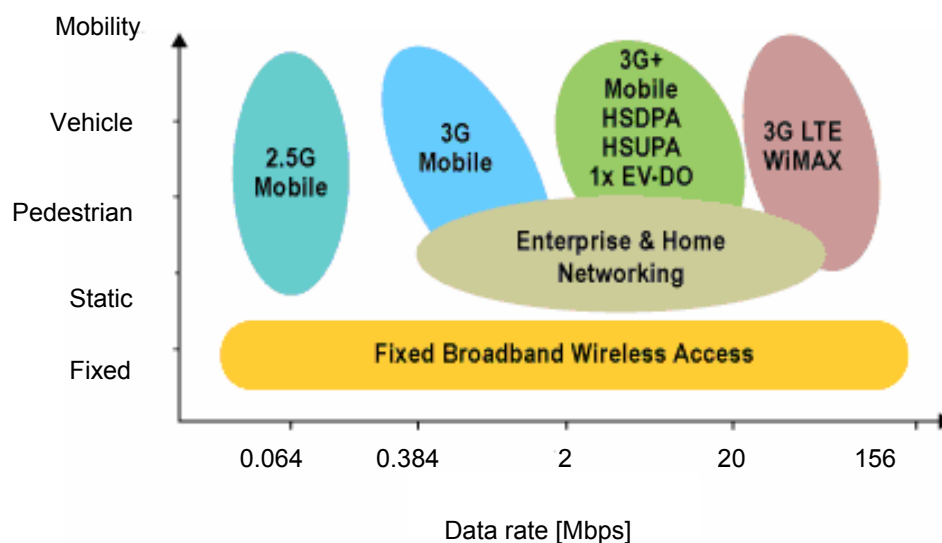 Mobility
Vehicle
Pedestrian
Static
Fixed
2.5G
Mobile
3G
Mobile
3G+
Mobile
HSDPA
HSUPA
1x EV-DO
3G LTE
WiMAX
Enterprise & Home
Networking
Fixed Broadband Wireless Access
0.064
0.384
2
20
156
Data rate [Mbps]